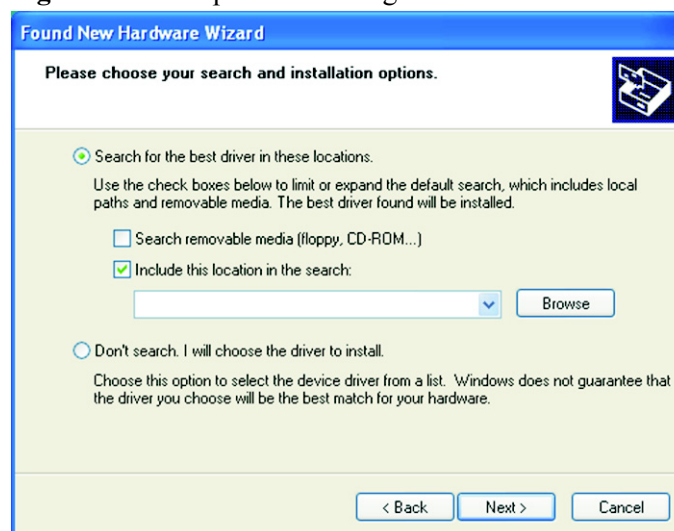 Found New Hardware Wizard
Please choose your search and installation options.
Search for the best driver in these locations.
Use the check boxes below to limit or expand the default search, which includes local
paths and removable media. The best driver found will be installed.
Search removable media (floppy, CD-ROM...)
Include this location in the search:
Browse
Don't search. I will choose the driver to install.
Choose this option to select the device driver from a list. Windows does not guarantee that
the driver you choose will be the best match for your hardware.
< Back
Next >
Cancel